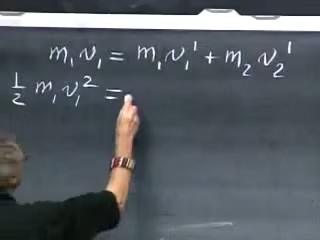 m₁v₁ = m₁v₁' + m₂v₂'
½ m₁v₁² =